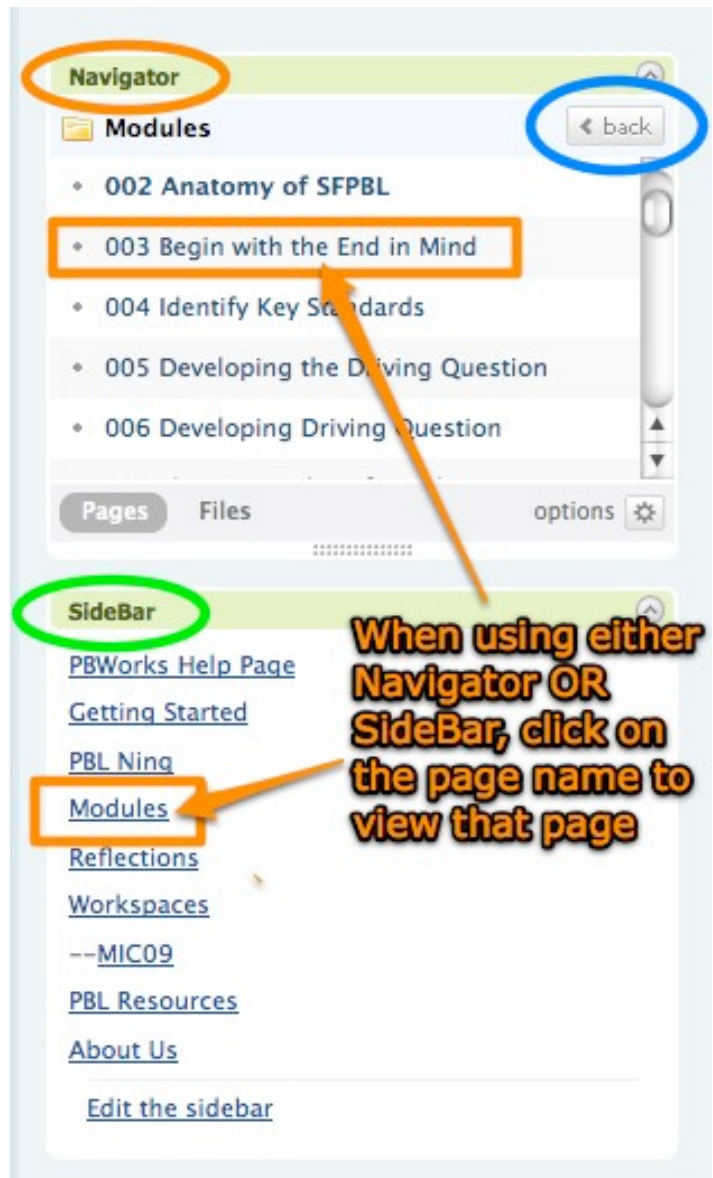 Navigator
Modules
back
002 Anatomy of SFPBL
003 Begin with the End in Mind
004 Identify Key Standards
005 Developing the Driving Question
006 Developing Driving Question
Pages Files options
SideBar
PBWorks Help Page
Getting Started
PBL Ning
Modules
Reflections
Workspaces
--MIC09
PBL Resources
About Us
Edit the sidebar
When using either
Navigator OR
SideBar, click on
the page name to
view that page